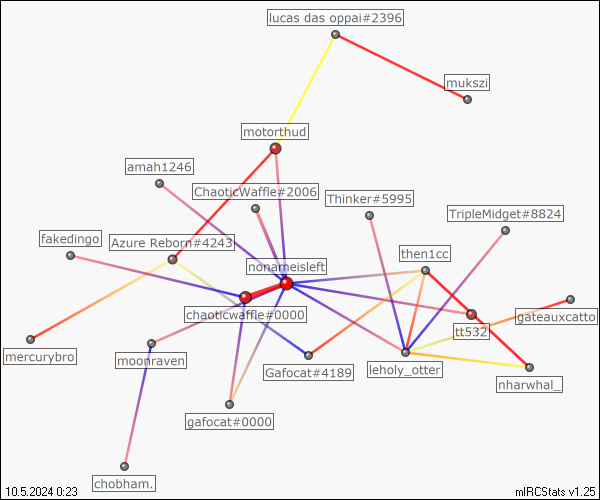 lucas das oppai#2396
mukszi
motorthud
amah1246
ChaoticWaffle#2006
Thinker#5995
TripleMidget#8824
fakedingo
Azure Reborn#4243
then1cc
nonameisleft
chaoticwaffle#0000
gateauxcatto
tt532
mercurybro
moonraven
Gafocat#4189
leholy_otter
nharwhal_
gafocat#0000
chobham.
10.5.2024 0:23
mIRCStats v1.25